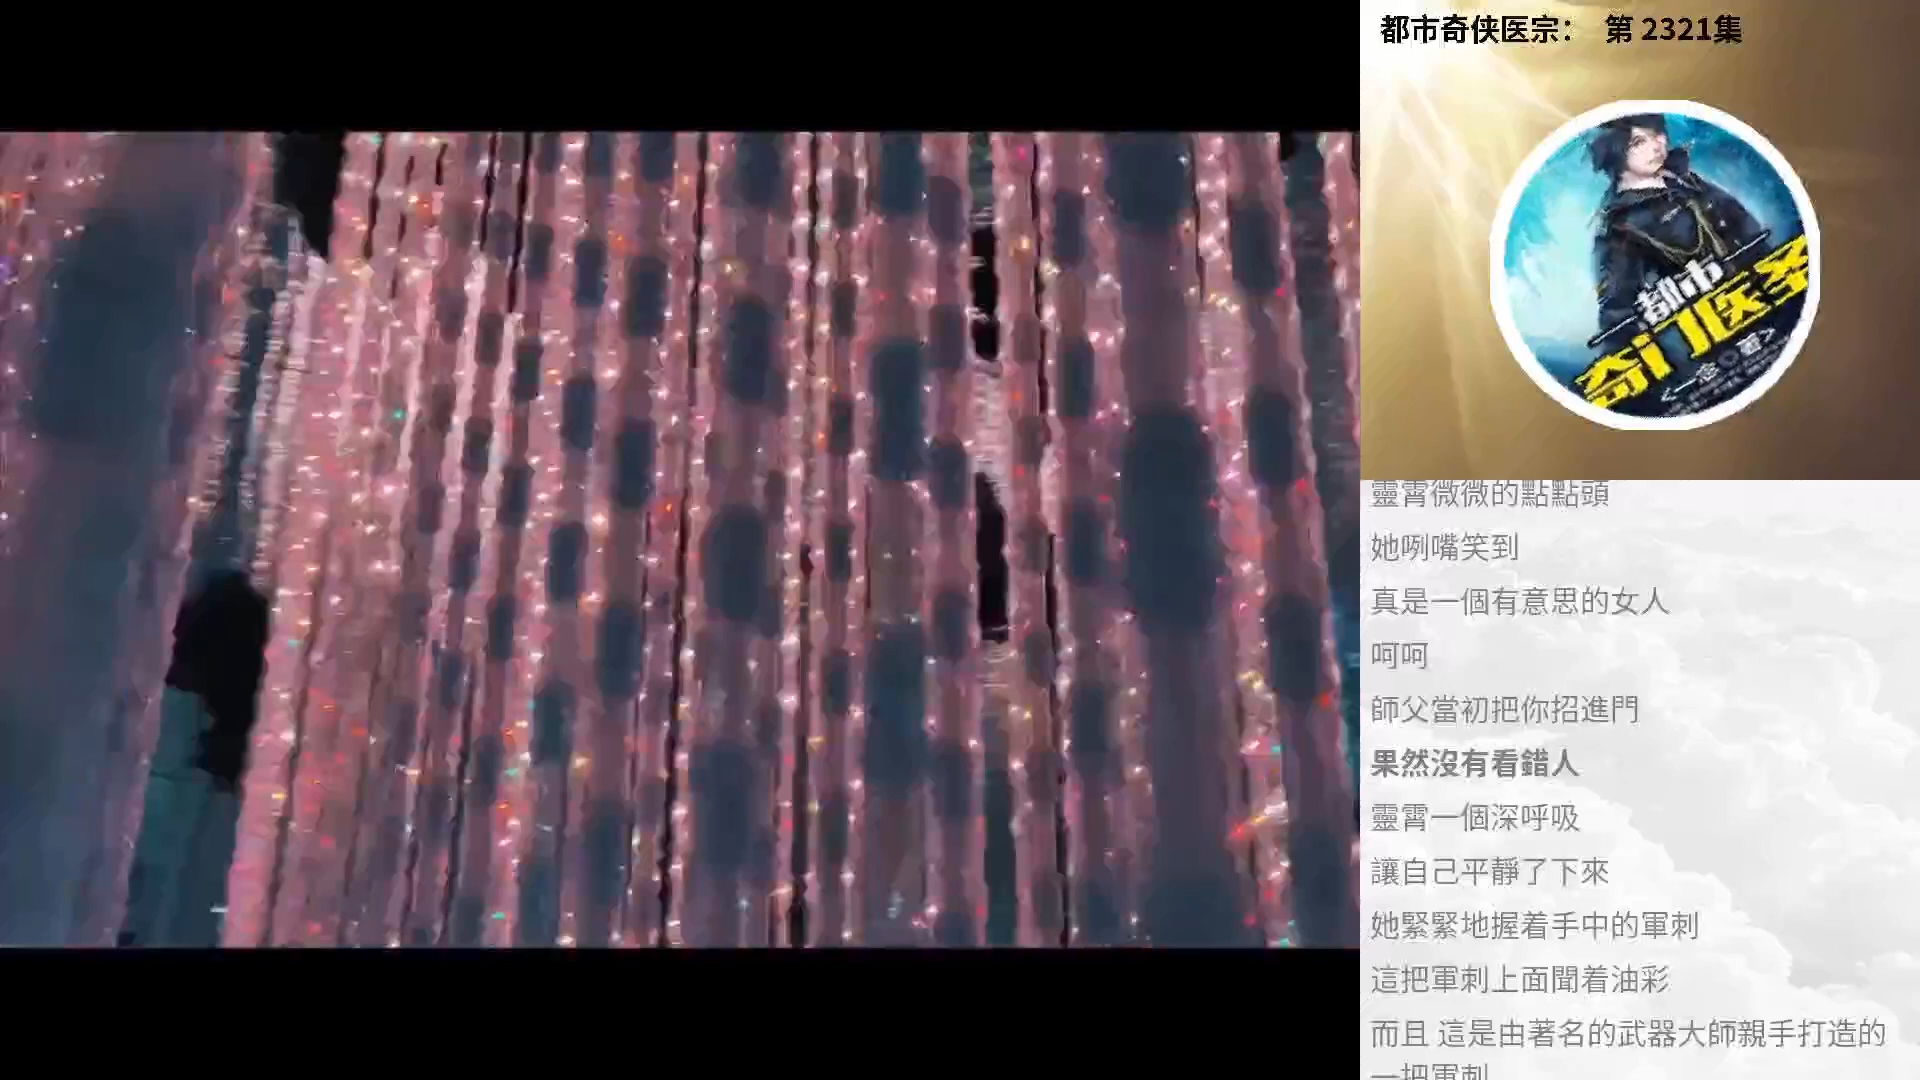 都市奇侠医宗： 第 2321集
都市
奇门医圣
靈霄微微的點點頭
她咧嘴笑到
真是一個有意思的女人
呵呵
師父當初把你招進門
果然沒有看錯人
靈霄一個深呼吸
讓自己平靜了下來
她緊緊地握着手中的軍刺
這把軍刺上面聞着油彩
而且 這是由著名的武器大師親手打造的
一把軍刺